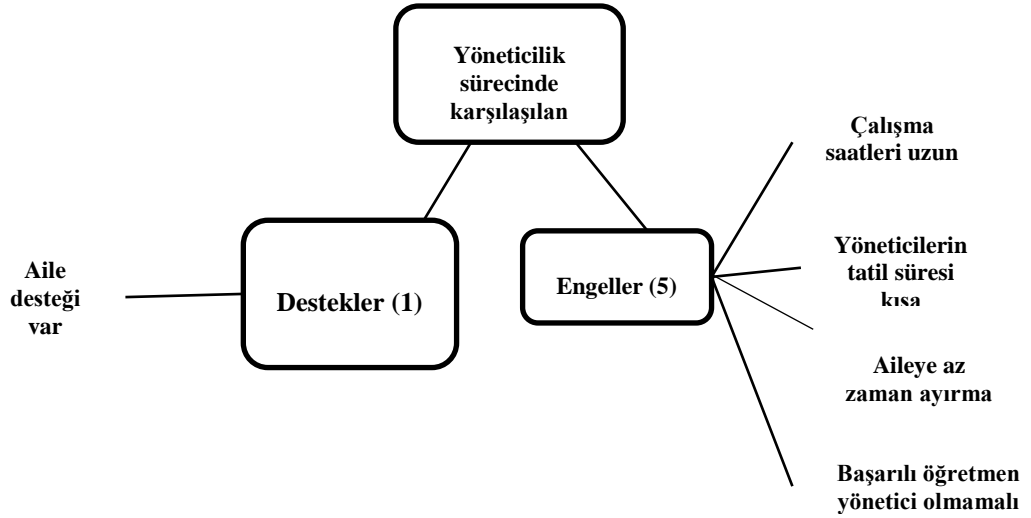 Yöneticilik
sürecinde
karşılaşılan
Çalışma
saatleri uzun
Aile
desteği
var
Destekler (1)
Engeller (5)
Yöneticilerin
tatil süresi
kısa
Aileye az
zaman ayırma
Başarılı öğretmen
yönetici olmamalı